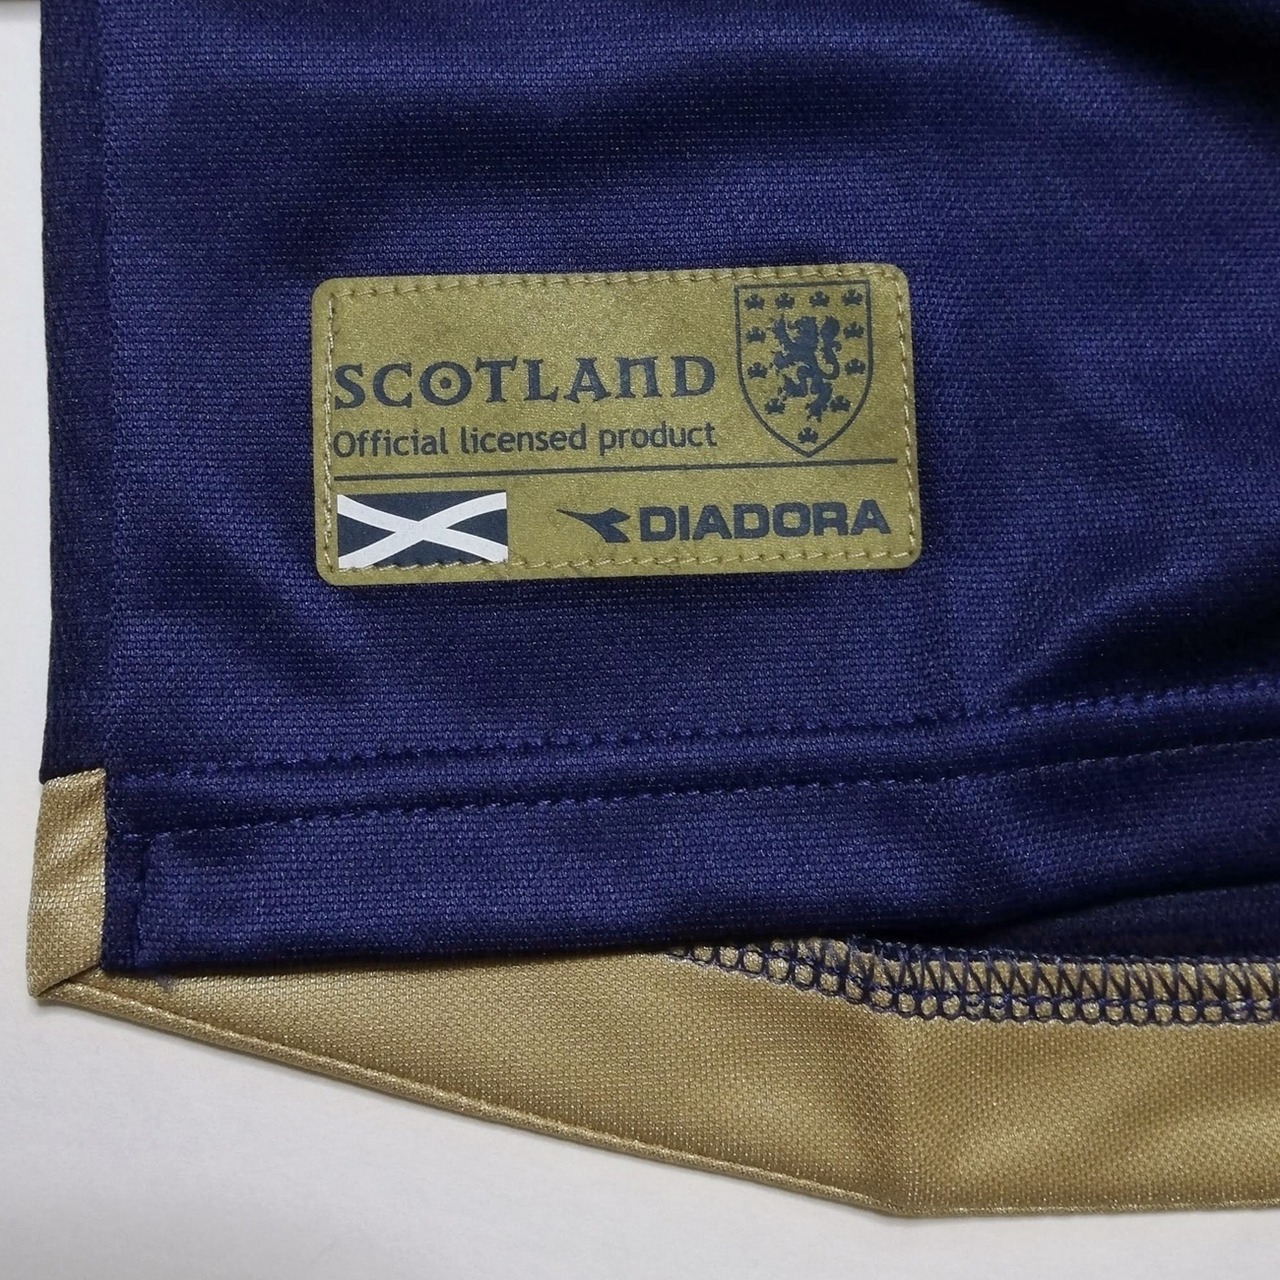 SCOTLAND
Official licensed product
DIADORA